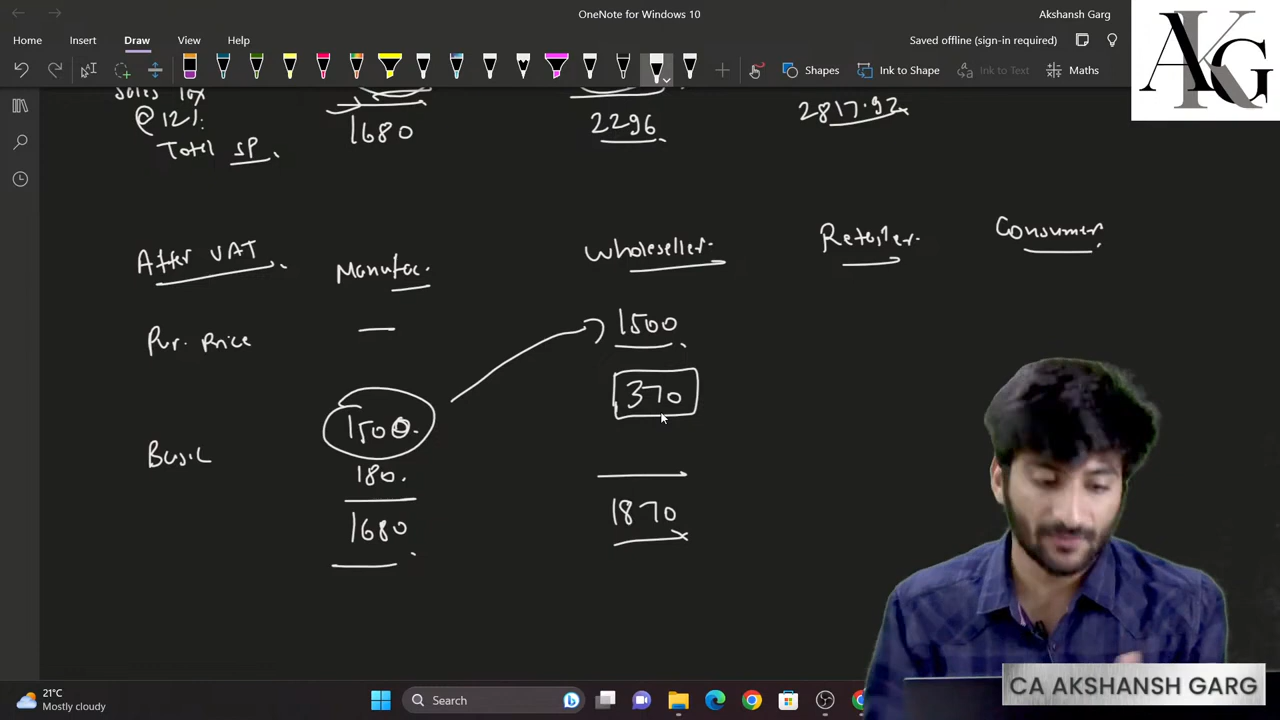 OneNote for Windows 10
Akshansh Garg
Home Insert Draw View Help
Saved offline (sign-in required)
Shapes Ink to Shape Ink to Text Maths
AKG
Sales Tax
@ 12%.
Total SP.
1680
2296
2817.92
After VAT
Manufac.
Wholeseller.
Retailer.
Consumer
Pur. Price
—
1500
370
Basic
1500.
180.
1680
1870
CA AKSHANSH GARG
21°C
Mostly cloudy
Search